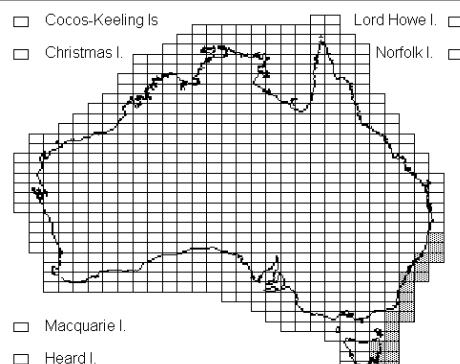 Cocos-Keeling Is
Lord Howe I.
Christmas I.
Norfolk I.
Macquarie I.
Heard I.